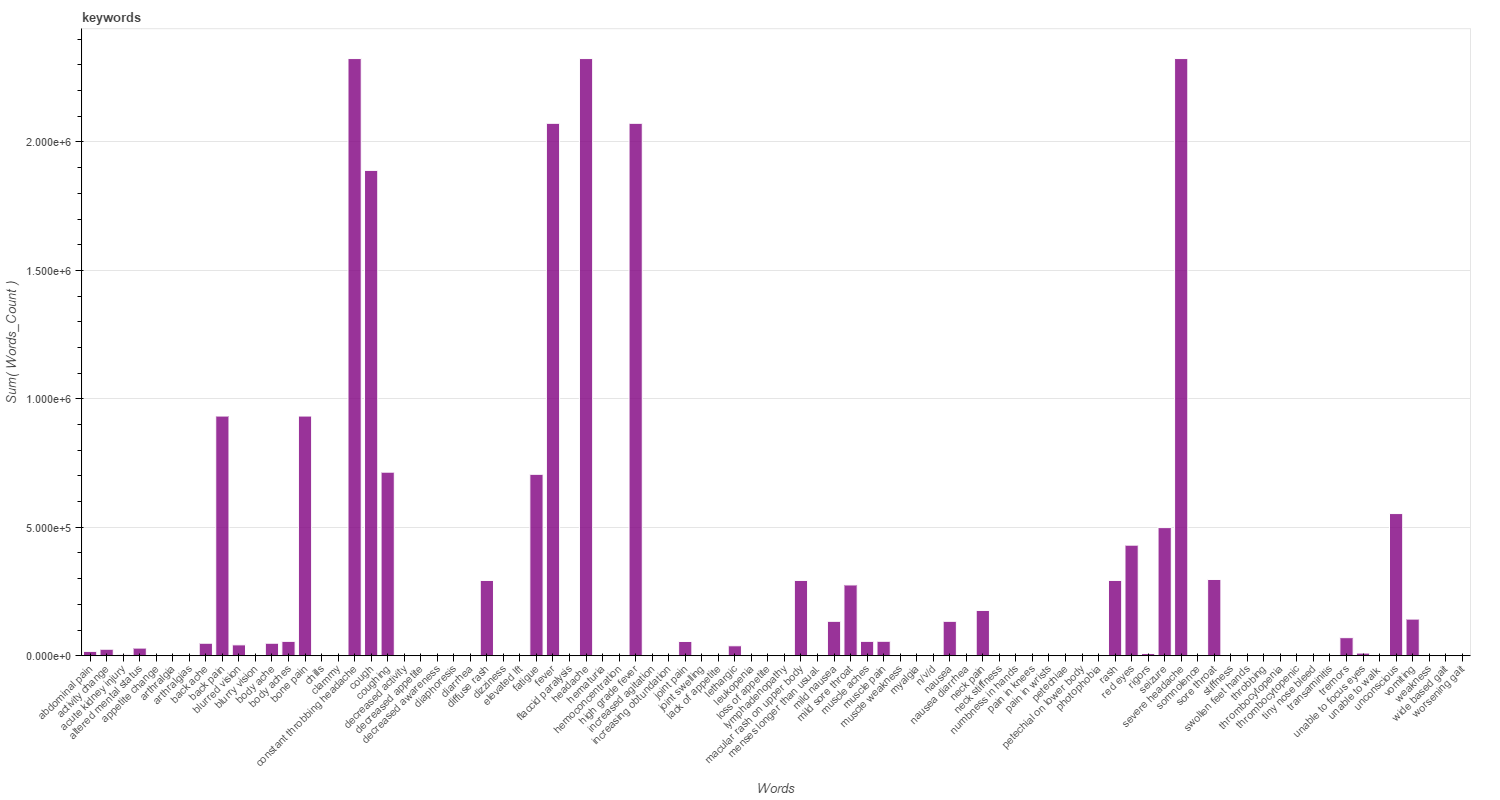 keywords
Sum( Words_Count )
2.000e+6
1.500e+6
1.000e+6
5.000e+5
0.000e+0
abdominal pain
activity change
acute kidney injury
altered mental status
appetite change
arthralgia
arthralgias
back ache
back pain
blurred vision
blurry vision
body ache
body aches
bone pain
chills
clammy
constant throbbing headache
cough
coughing
decreased activity
decreased appetite
decreased awareness
diaphoresis
diarrhea
diffuse rash
dizziness
elevated lft
fatigue
fever
flaccid paralysis
headache
hematuria
hemoconcentration
high grade fever
increased agitation
increasing obtundation
joint pain
joint swelling
lack of appetite
lethargic
leukopenia
loss of appetite
lymphadenopathy
macular rash on upper body
menses longer than usual
mild nausea
mild sore throat
muscle aches
muscle pain
muscle weakness
myalgia
n/v/d
nausea
nausea diarrhea
neck pain
neck stiffness
numbness in hands
pain in knees
pain in wrists
petechiae
petechial on lower body
photophobia
rash
red eyes
rigors
seizure
severe headache
somnolence
sore throat
stiffness
swollen feet hands
throbbing
thrombocytopenia
thrombocytopenic
tiny nose bleed
transaminitis
tremors
unable to focus eyes
unable to walk
unconscious
vomiting
weakness
wide based gait
worsening gait
Words